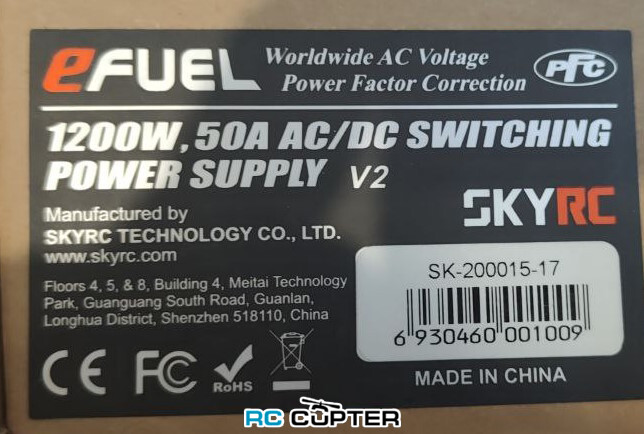 eFUEL
Worldwide AC Voltage
Power Factor Correction
PFC
1200W, 50A AC/DC SWITCHING
POWER SUPPLY V2
SKYRC
Manufactured by
SKYRC TECHNOLOGY CO., LTD.
www.skyrc.com
Floors 4, 5, & 8, Building 4, Meitai Technology
Park, Guanguang South Road, Guanlan,
Longhua District, Shenzhen 518110, China
SK-200015-17
6 930460 001009
CE FC RoHS
MADE IN CHINA
RC COPTER